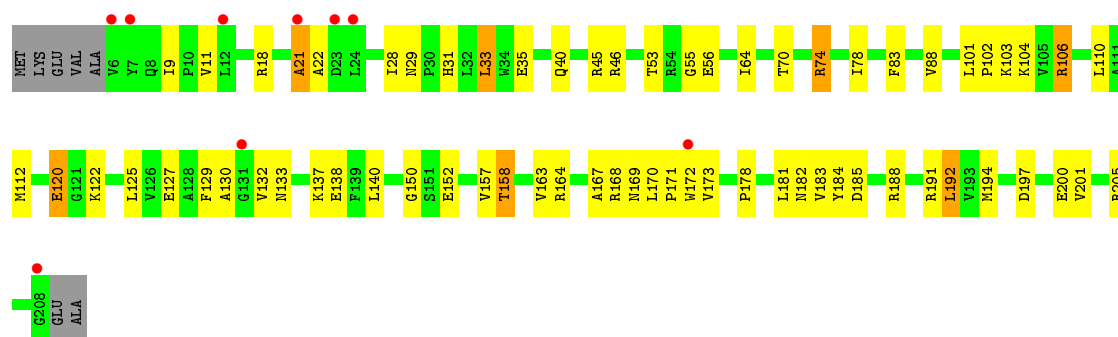 MET LYS GLU VAL ALA V6 Y7 Q8 I9 P10 V11 L12 R18 A21 A22 D23 L24 I28 N29 P30 H31 L32 L33 W34 E35 Q40 R45 R46 T53 R54 G55 E56 I64 T70 R74 I78 F83 V88 L101 P102 K103 K104 V105 R106 L110 A111
M112 E120 G121 K122 L125 V126 E127 A128 F129 A130 G131 V132 N133 K137 E138 F139 L140 G150 S151 E152 V157 T158 V163 R164 A167 R168 N169 L170 P171 W172 V173 P178 L181 N182 V183 Y184 D185 R188 R191 L192 V193 M194 D197 E200 V201
G208 GLU ALA